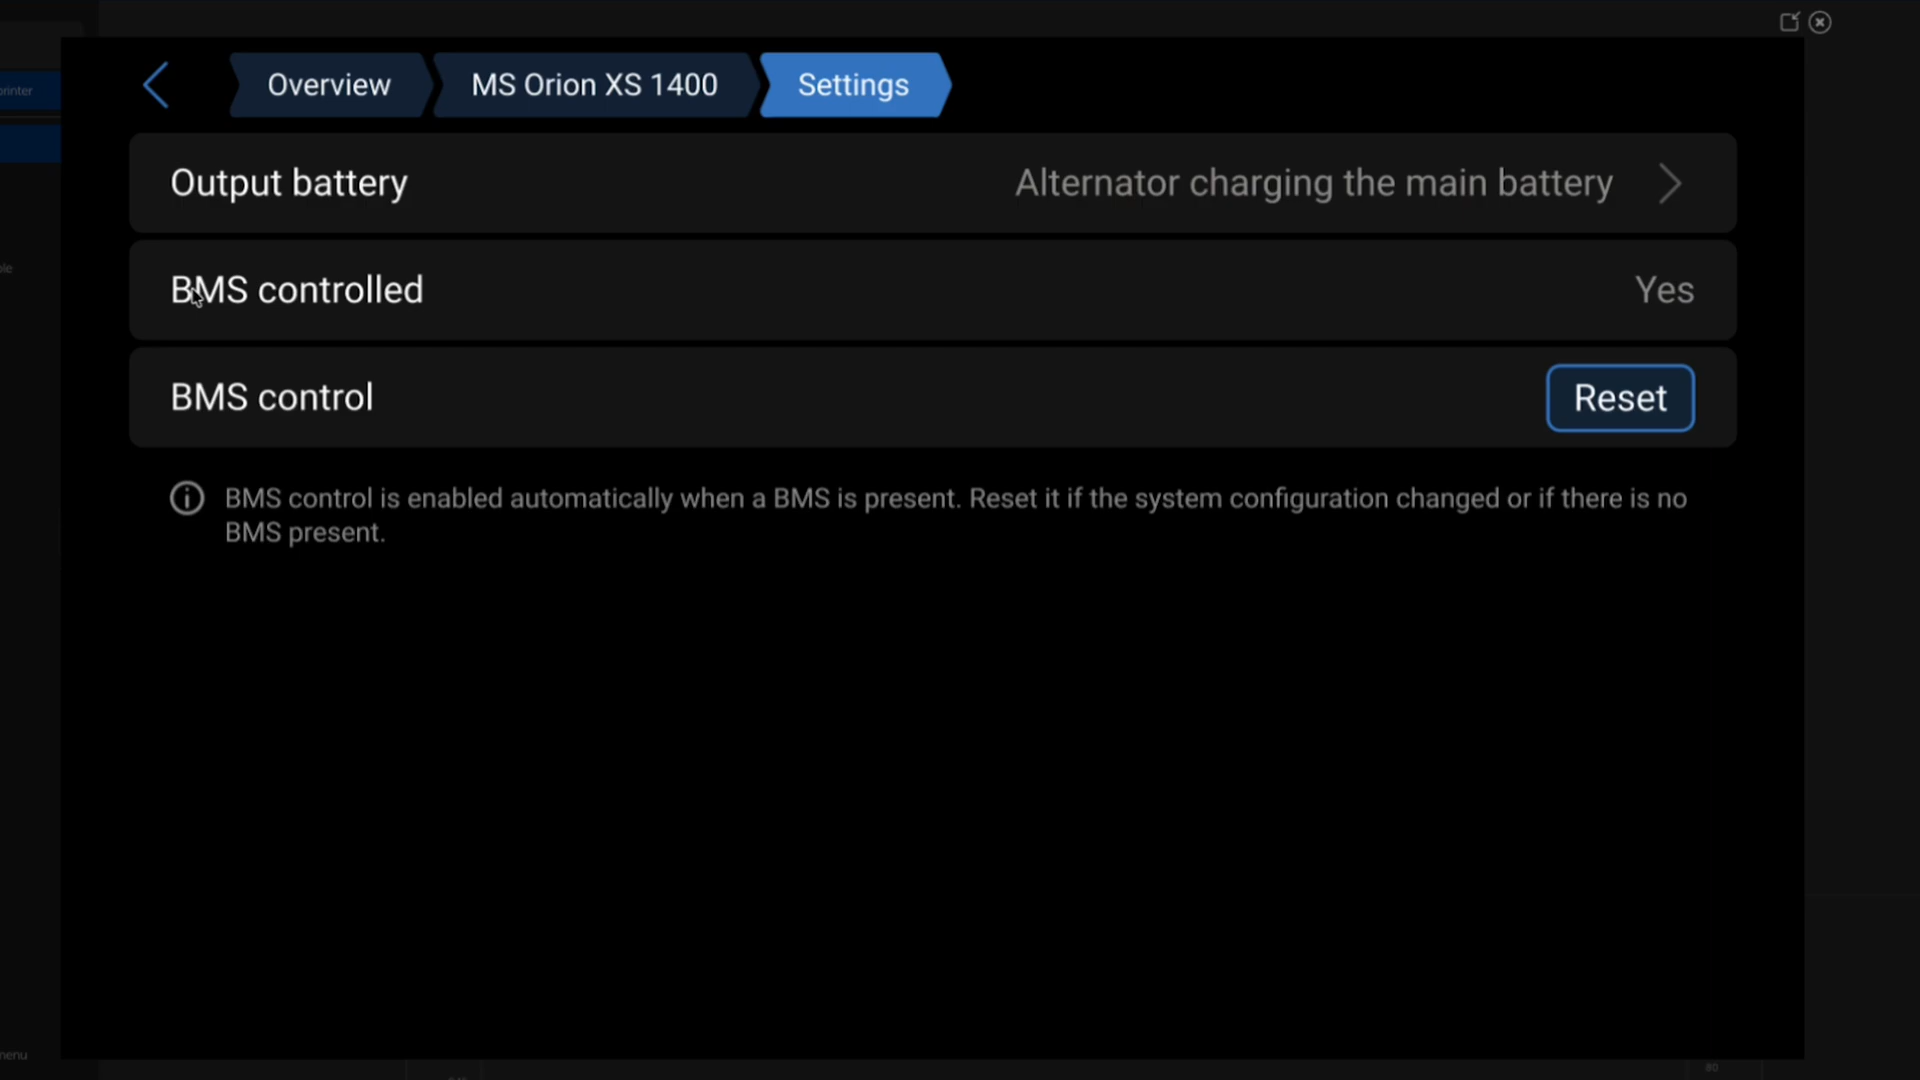 Overview
MS Orion XS 1400
Settings
Output battery
Alternator charging the main battery
BMS controlled
Yes
BMS control
Reset
BMS control is enabled automatically when a BMS is present. Reset it if the system configuration changed or if there is no
BMS present.
menu
80